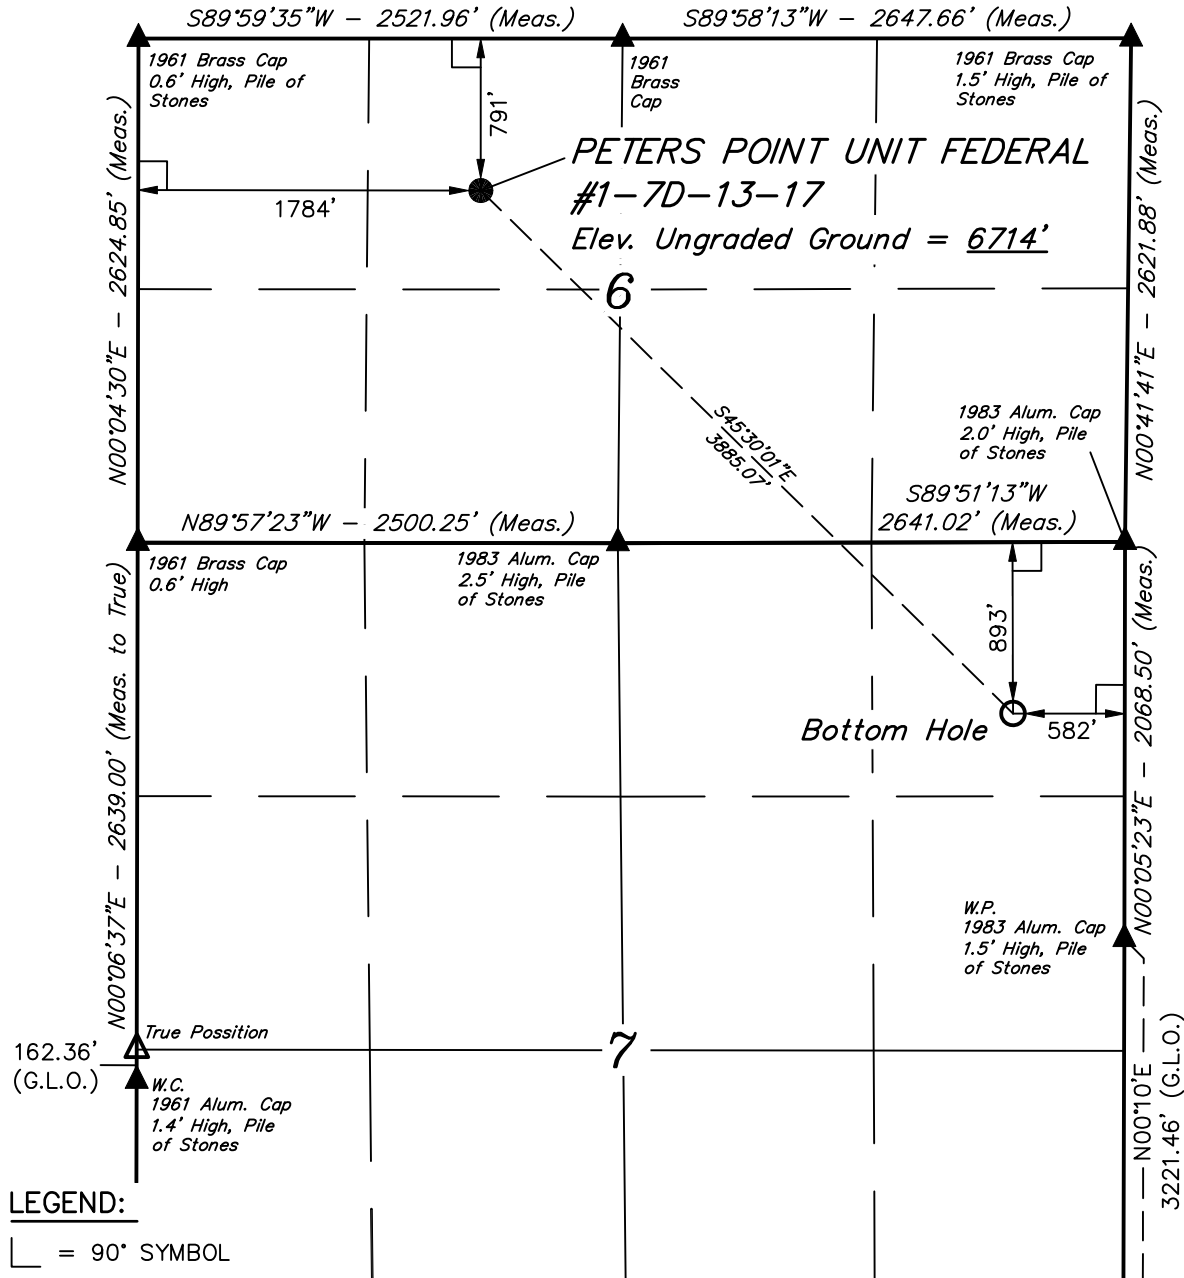 S89°59'35"W - 2521.96' (Meas.)
S89°58'13"W - 2647.66' (Meas.)
1961 Brass Cap
0.6' High, Pile of
Stones
1961
Brass
Cap
1961 Brass Cap
1.5' High, Pile of
Stones
791'
N00°04'30"E - 2624.85' (Meas.)
N00°41'41"E - 2621.88' (Meas.)
PETERS POINT UNIT FEDERAL
#1-7D-13-17
Elev. Ungraded Ground = 6714'
1784'
6
S45°30'01"E
3885.07'
1983 Alum. Cap
2.0' High, Pile
of Stones
S89°51'13"W
2641.02' (Meas.)
N89°57'23"W - 2500.25' (Meas.)
1961 Brass Cap
0.6' High
1983 Alum. Cap
2.5' High, Pile
of Stones
893'
N00°06'37"E - 2639.00' (Meas. to True)
N00°05'23"E - 2068.50' (Meas.)
Bottom Hole
582'
W.P.
1983 Alum. Cap
1.5' High, Pile
of Stones
True Possition
7
162.36'
(G.L.O.)
W.C.
1961 Alum. Cap
1.4' High, Pile
of Stones
N00°10'E
3221.46' (G.L.O.)
LEGEND:
= 90° SYMBOL